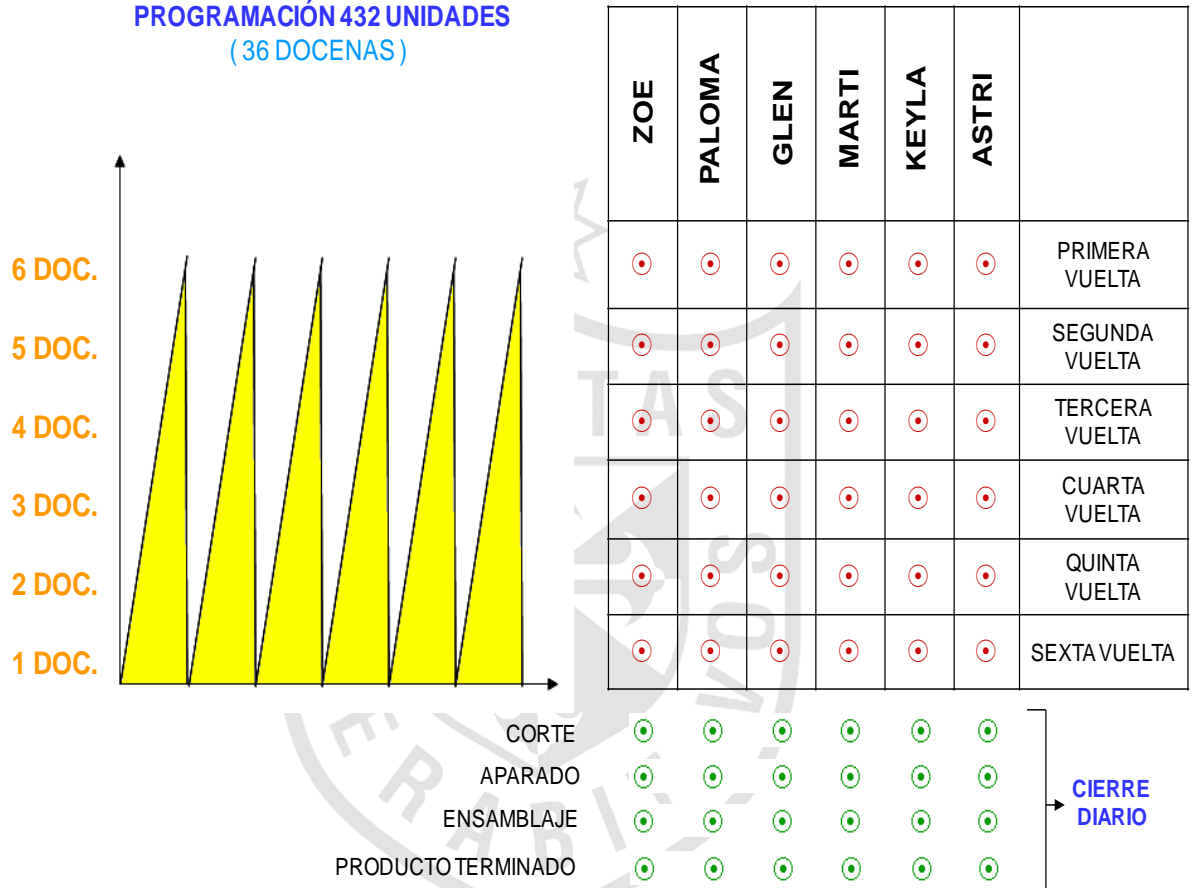 PROGRAMACIÓN 432 UNIDADES
( 36 DOCENAS )
6 DOC.
5 DOC.
4 DOC.
3 DOC.
2 DOC.
1 DOC.
ZOE
PALOMA
GLEN
MARTI
KEYLA
ASTRI
PRIMERA
VUELTA
SEGUNDA
VUELTA
TERCERA
VUELTA
CUARTA
VUELTA
QUINTA
VUELTA
SEXTA VUELTA
CORTE
APARADO
ENSAMBLAJE
PRODUCTO TERMINADO
CIERRE
DIARIO